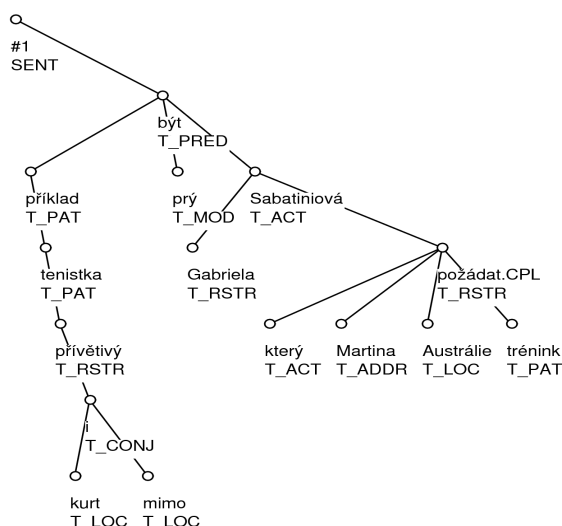 #1
SENT
být
T_PRED
příklad
T_PAT
prý
T_MOD
Sabatiniová
T_ACT
tenistka
T_PAT
Gabriela
T_RSTR
požádat.CPL
T_RSTR
přívětivý
T_RSTR
který
T_ACT
Martina
T_ADDR
Austrálie
T_LOC
trénink
T_PAT
i
T_CONJ
kurt
T_LOC
mimo
T_LOC